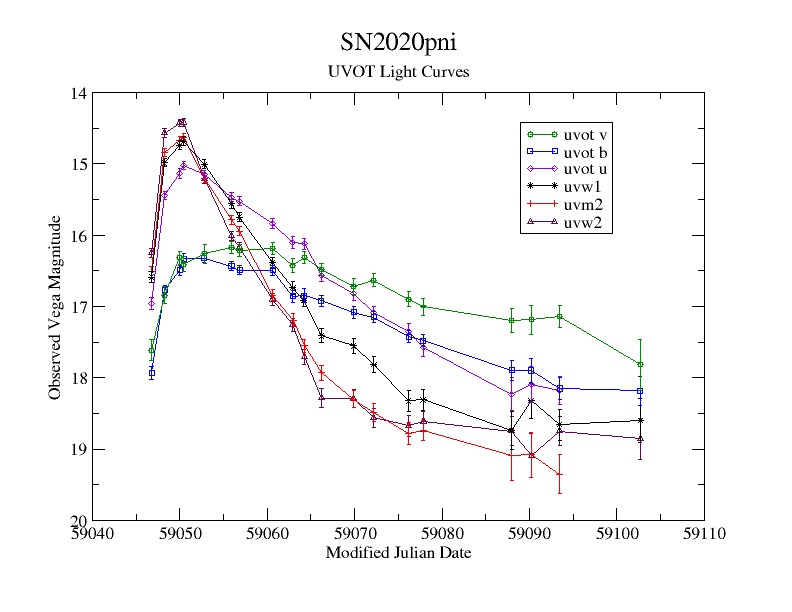 SN2020pni
UVOT Light Curves
14
15
16
17
18
19
20
Observed Vega Magnitude
uvot v
uvot b
uvot u
uvw1
uvm2
uvw2
59040 59050 59060 59070 59080 59090 59100 59110
Modified Julian Date